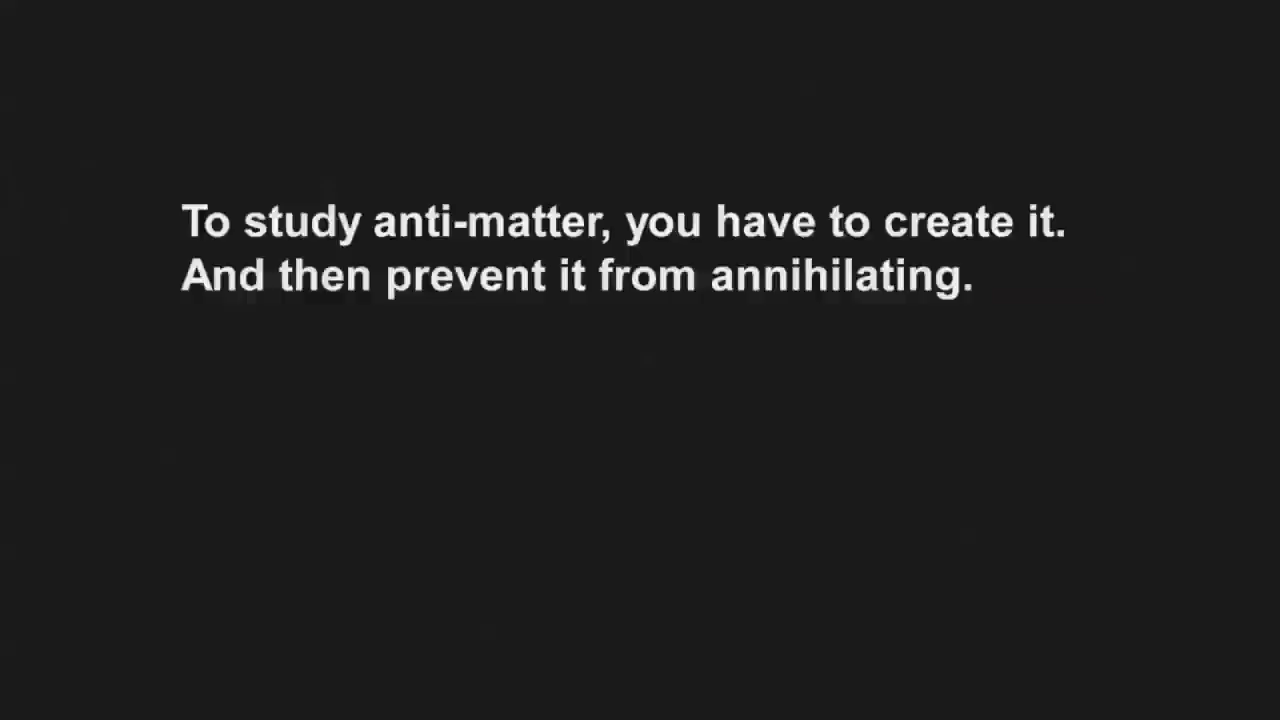 To study anti-matter, you have to create it.
And then prevent it from annihilating.